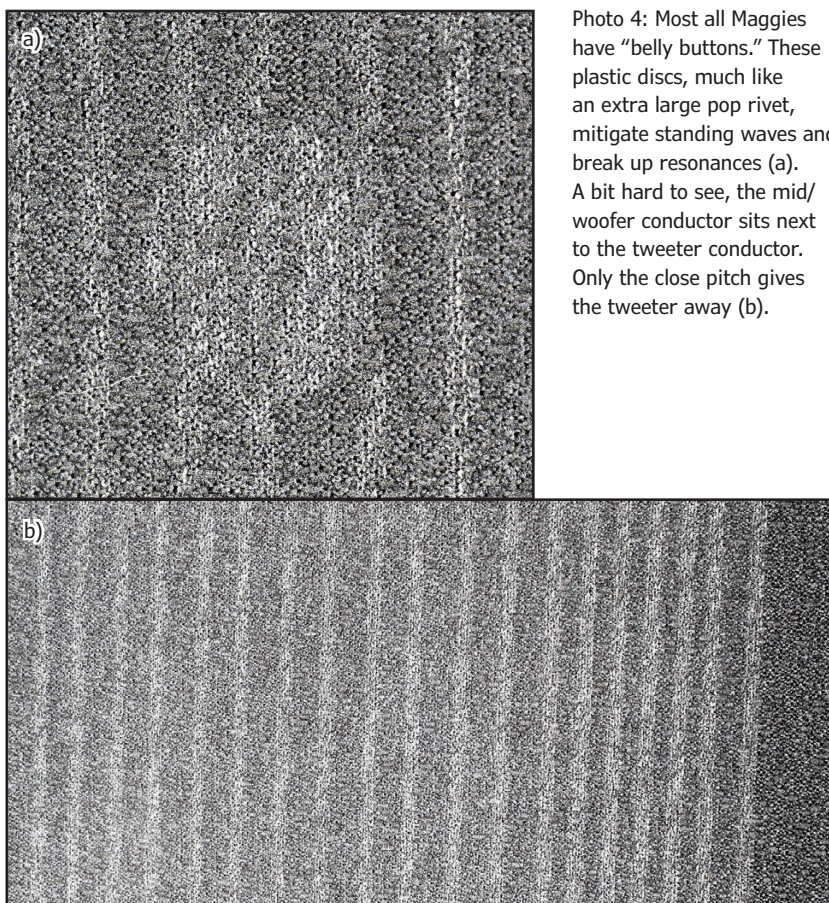 a)
Photo 4: Most all Maggies
have “belly buttons.” These
plastic discs, much like
an extra large pop rivet,
mitigate standing waves and
break up resonances (a).
A bit hard to see, the mid/
woofer conductor sits next
to the tweeter conductor.
Only the close pitch gives
the tweeter away (b).
b)